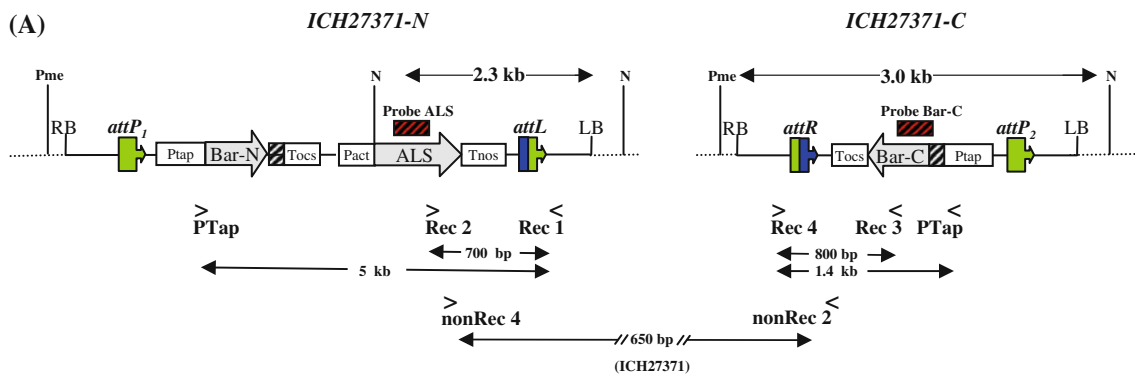 (A)
ICH27371-N
ICH27371-C
Pme
N
2.3 kb
N
Pme
3.0 kb
N
Probe ALS
Probe Bar-C
RB
attP1
attL
LB
RB
attR
attP2
LB
Ptap
Bar-N
Tocs
Pact
ALS
Tnos
Tocs
Bar-C
Ptap
> > < > < <
PTap
Rec 2
Rec 1
Rec 4
Rec 3
PTap
700 bp
800 bp
5 kb
1.4 kb
> <
nonRec 4
nonRec 2
650 bp
(ICH27371)